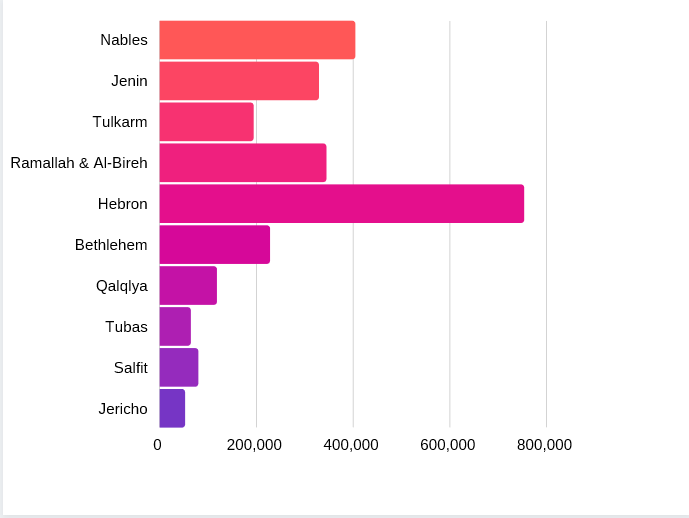 Nables
Jenin
Tulkarm
Ramallah & Al-Bireh
Hebron
Bethlehem
Qalqlya
Tubas
Salfit
Jericho
0 200,000 400,000 600,000 800,000